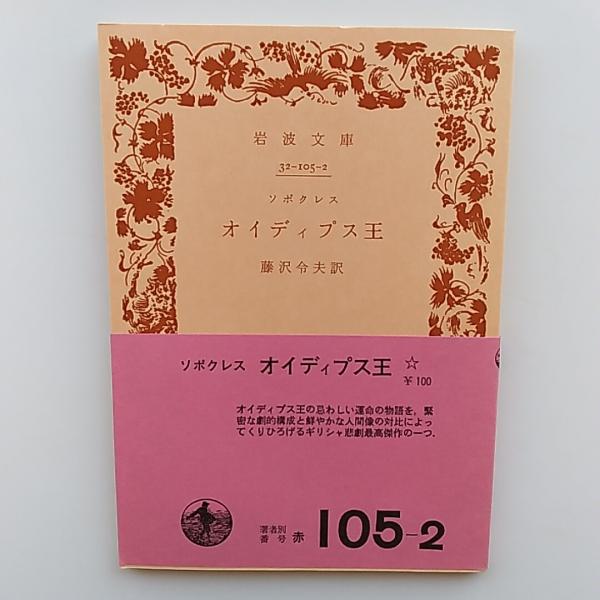 岩波文庫
32-105-2
ソポクレス
オイディプス王
藤沢令夫訳
ソポクレス オイディプス王 ☆
￥100
オイディプス王の忌わしい運命の物語を，緊
密な劇的構成と鮮やかな人間像の対比によっ
てくりひろげるギリシャ悲劇最高傑作の一つ．
著者別
番号 赤 105-2